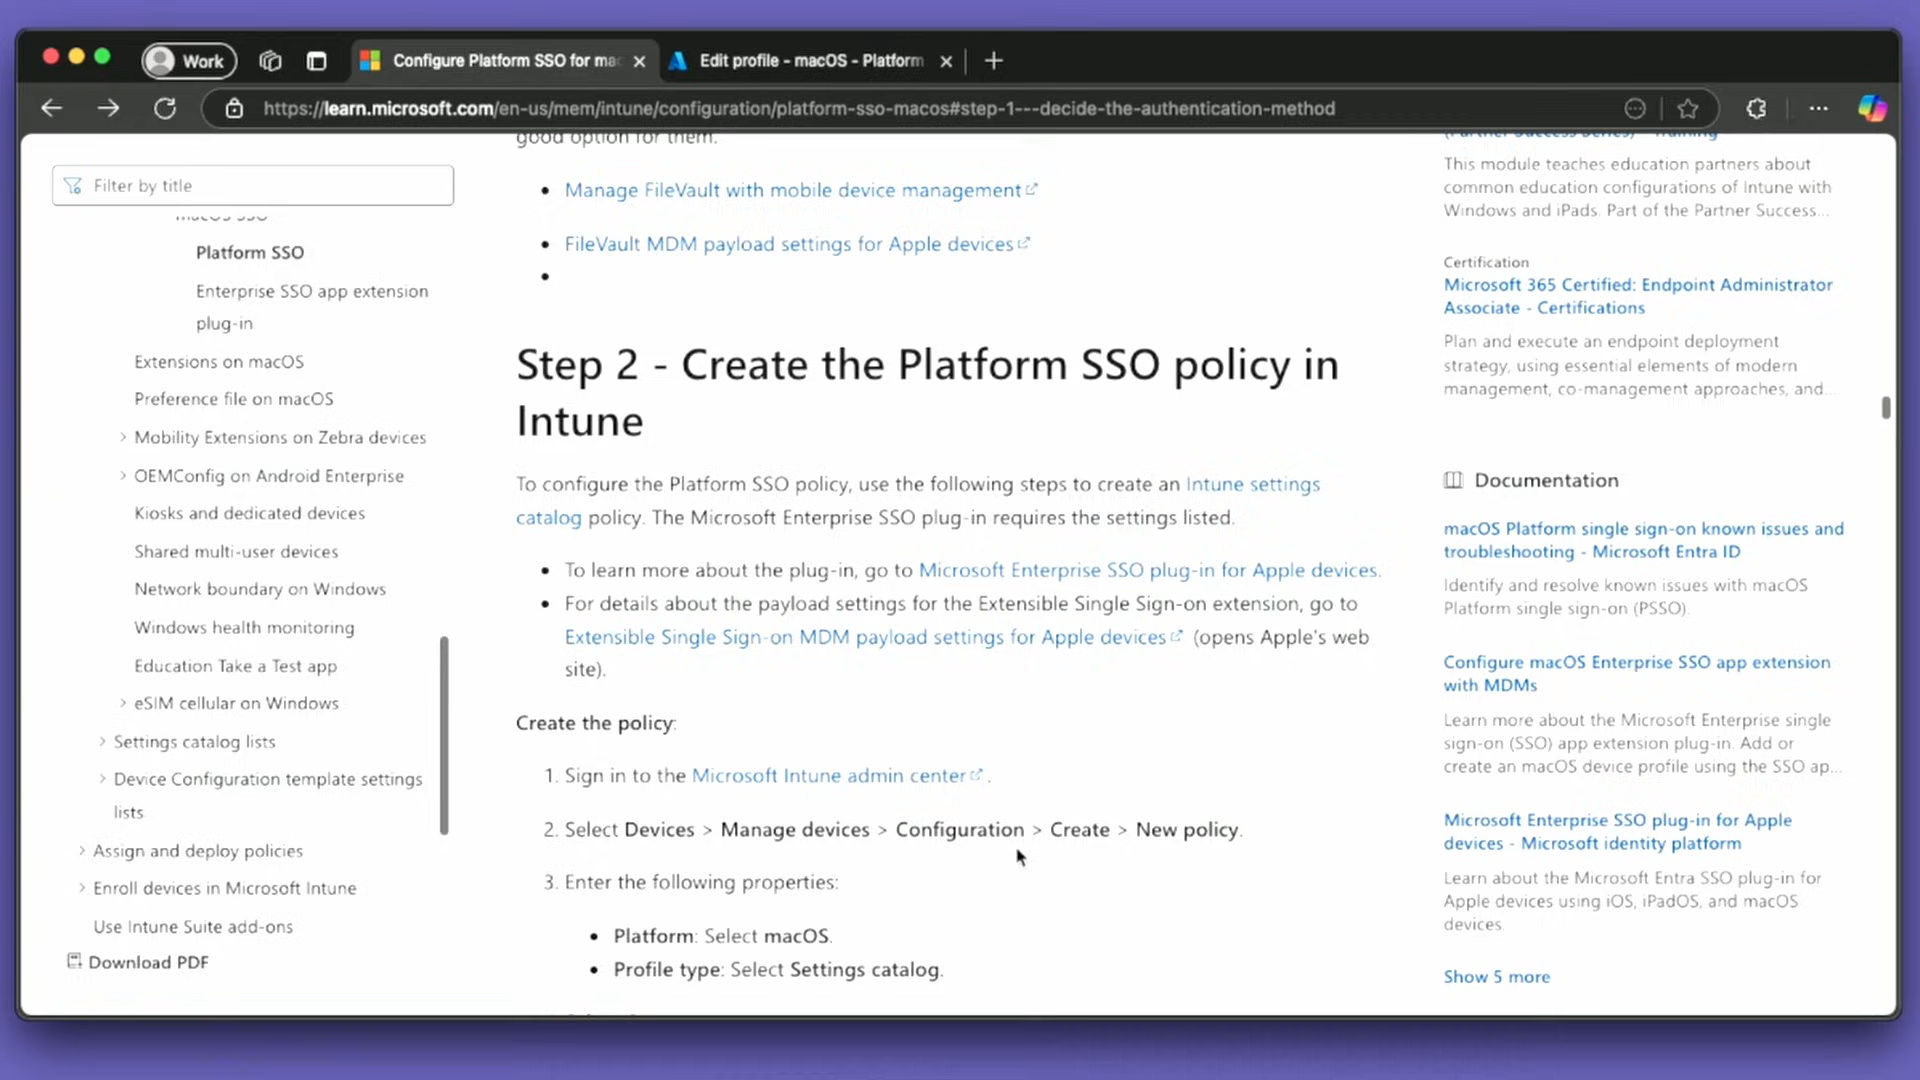 Work
Configure Platform SSO for mac
Edit profile - macOS - Platform
https://learn.microsoft.com/en-us/mem/intune/configuration/platform-sso-macos#step-1---decide-the-authentication-method
Filter by title
macOS SSO
Platform SSO
Enterprise SSO app extension
plug-in
Extensions on macOS
Preference file on macOS
Mobility Extensions on Zebra devices
OEMConfig on Android Enterprise
Kiosks and dedicated devices
Shared multi-user devices
Network boundary on Windows
Windows health monitoring
Education Take a Test app
eSIM cellular on Windows
Settings catalog lists
Device Configuration template settings
lists
Assign and deploy policies
Enroll devices in Microsoft Intune
Use Intune Suite add-ons
Download PDF
good option for them.
• Manage FileVault with mobile device management
• FileVault MDM payload settings for Apple devices
•
Step 2 - Create the Platform SSO policy in
Intune
To configure the Platform SSO policy, use the following steps to create an Intune settings
catalog policy. The Microsoft Enterprise SSO plug-in requires the settings listed.
• To learn more about the plug-in, go to Microsoft Enterprise SSO plug-in for Apple devices.
• For details about the payload settings for the Extensible Single Sign-on extension, go to
Extensible Single Sign-on MDM payload settings for Apple devices (opens Apple's web
site).
Create the policy:
1. Sign in to the Microsoft Intune admin center .
2. Select Devices > Manage devices > Configuration > Create > New policy.
3. Enter the following properties:
• Platform: Select macOS.
• Profile type: Select Settings catalog.
(Partner Success Series) - Training
This module teaches education partners about
common education configurations of Intune with
Windows and iPads. Part of the Partner Success...
Certification
Microsoft 365 Certified: Endpoint Administrator
Associate - Certifications
Plan and execute an endpoint deployment
strategy, using essential elements of modern
management, co-management approaches, and...
Documentation
macOS Platform single sign-on known issues and
troubleshooting - Microsoft Entra ID
Identify and resolve known issues with macOS
Platform single sign-on (PSSO).
Configure macOS Enterprise SSO app extension
with MDMs
Learn more about the Microsoft Enterprise single
sign-on (SSO) app extension plug-in. Add or
create an macOS device profile using the SSO ap...
Microsoft Enterprise SSO plug-in for Apple
devices - Microsoft identity platform
Learn about the Microsoft Entra SSO plug-in for
Apple devices using iOS, iPadOS, and macOS
devices
Show 5 more